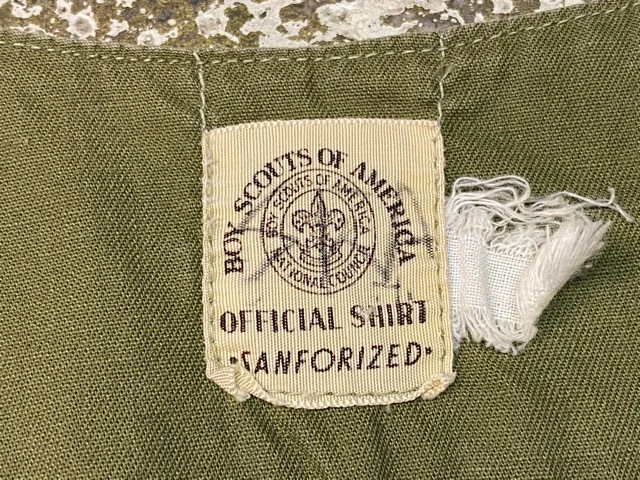 BOY SCOUTS OF AMERICA
BOY SCOUTS OF AMERICA
NATIONAL COUNCIL
OFFICIAL SHIRT
•SANFORIZED•